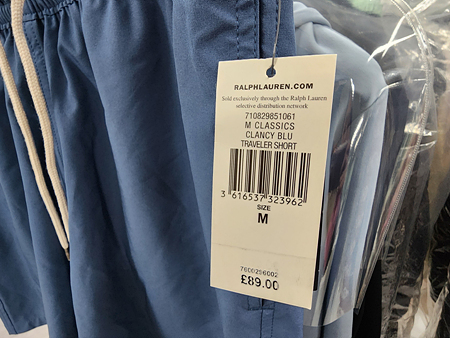 RALPHLAUREN.COM
Sold exclusively through the Ralph Lauren
selective distribution network
710829851061
M CLASSICS
CLANCY BLU
TRAVELER SHORT
3 616537 323962
SIZE
M
7600296002
£89.00